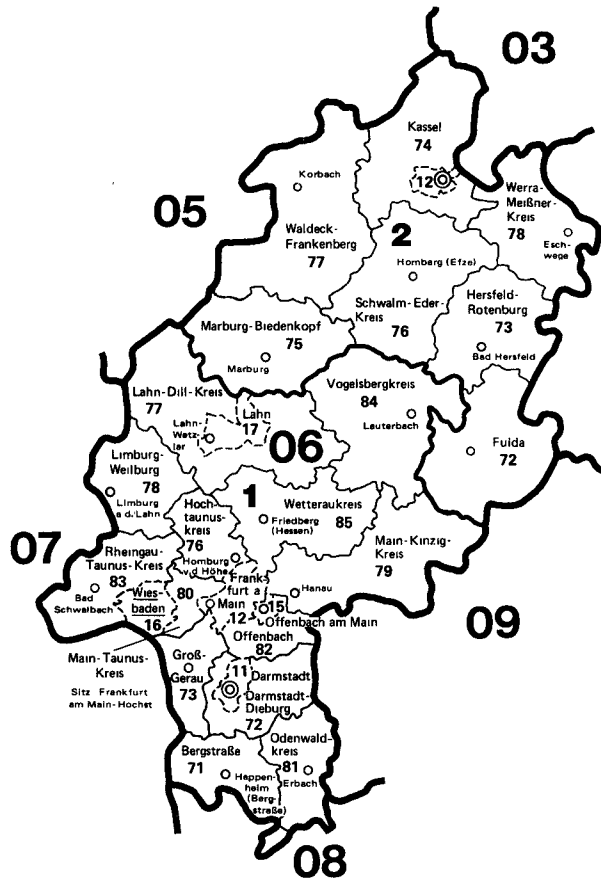 03
Kassel
74
12
Korbach
Werra-
Meißner-
Kreis
78
Esch-
wege
05
Waldeck-
Frankenberg
77
2
Homberg (Efze)
Schwalm-Eder-
Kreis
76
Hersfeld-
Rotenburg
73
Bad Hersfeld
Marburg-Biedenkopf
75
Marburg
Lahn-Dill-Kreis
77
Lahn
17
Lahn-
Wetz-
lar
Vogelsbergkreis
84
Lauterbach
06
Fulda
72
Limburg-
Weilburg
78
Limburg
a d. Lahn
1
Hoch-
taunus-
kreis
76
Homburg
v d Höhe
Wetteraukreis
85
Friedberg
(Hessen)
Main-Kinzig-
Kreis
79
07
Rheingau-
Taunus-Kreis
83
Bad
Schwalbach
Wies-
baden
16
80
Frank-
furt a
Main
12
Hanau
15
Offenbach am Main
Offenbach
82
09
Main-Taunus-
Kreis
Sitz Frankfurt
am Main-Höchst
Groß-
Gerau
73
11
Darmstadt
Darmstadt-
Dieburg
72
Bergstraße
71
Heppen-
heim
(Berg-
straße)
Odenwald-
kreis
81
Erbach
08